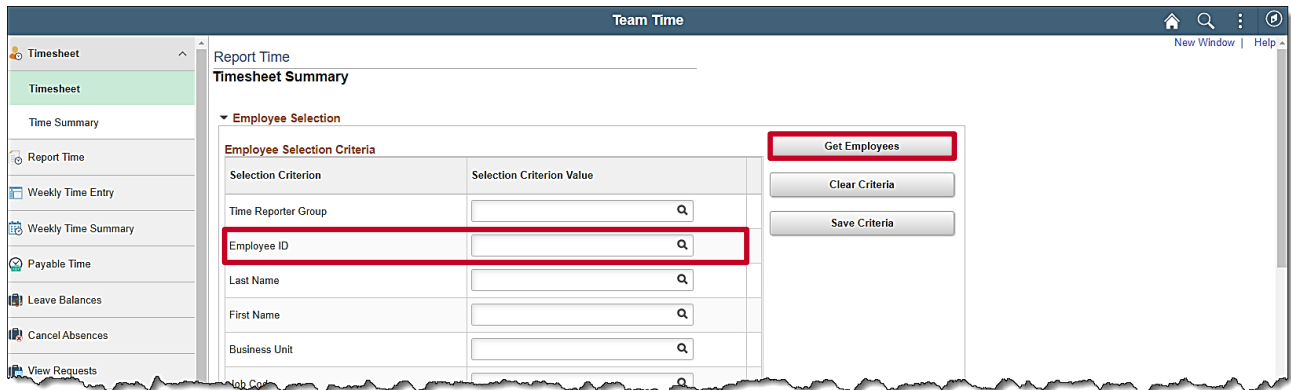 Team Time
New Window | Help
Timesheet
Timesheet
Time Summary
Report Time
Weekly Time Entry
Weekly Time Summary
Payable Time
Leave Balances
Cancel Absences
View Requests
Report Time
Timesheet Summary
Employee Selection
Employee Selection Criteria
Selection Criterion Selection Criterion Value
Time Reporter Group
Employee ID
Last Name
First Name
Business Unit
Job Code
Get Employees
Clear Criteria
Save Criteria